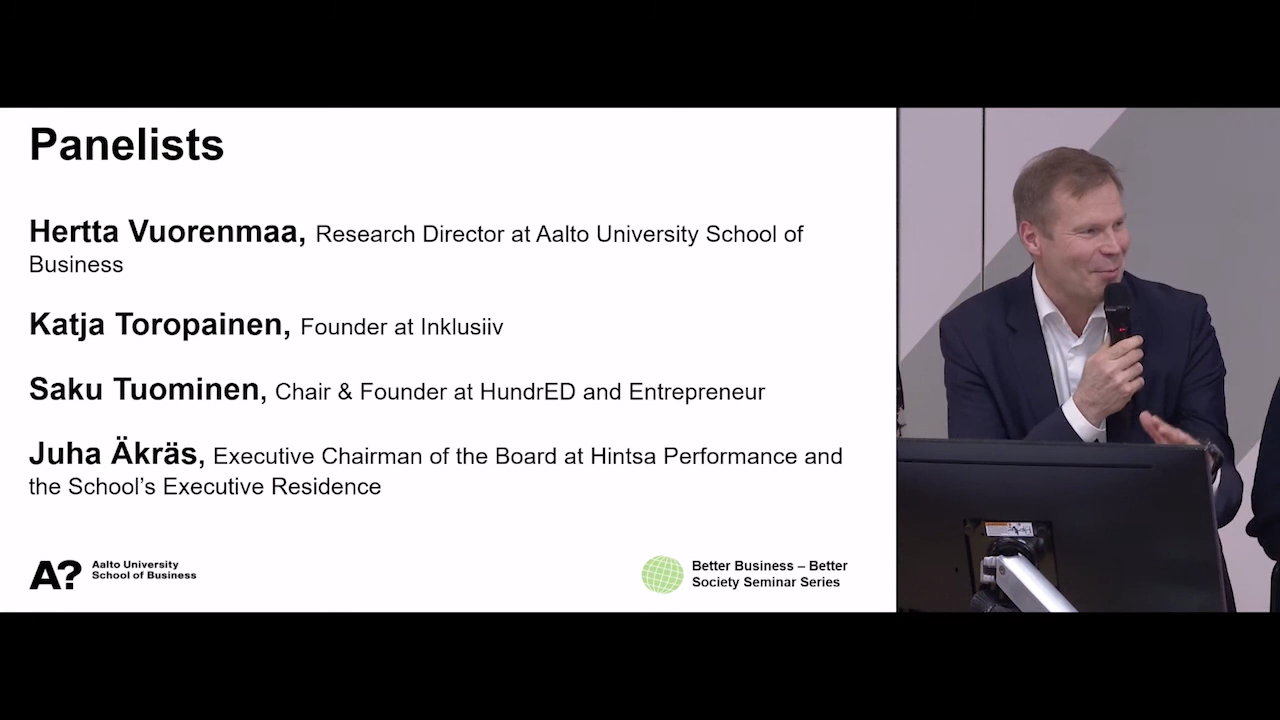 Panelists
Hertta Vuorenmaa, Research Director at Aalto University School of
Business
Katja Toropainen, Founder at Inklusiiv
Saku Tuominen, Chair & Founder at HundrED and Entrepreneur
Juha Äkräs, Executive Chairman of the Board at Hintsa Performance and
the School's Executive Residence
A?
Aalto University
School of Business
Better Business – Better
Society Seminar Series